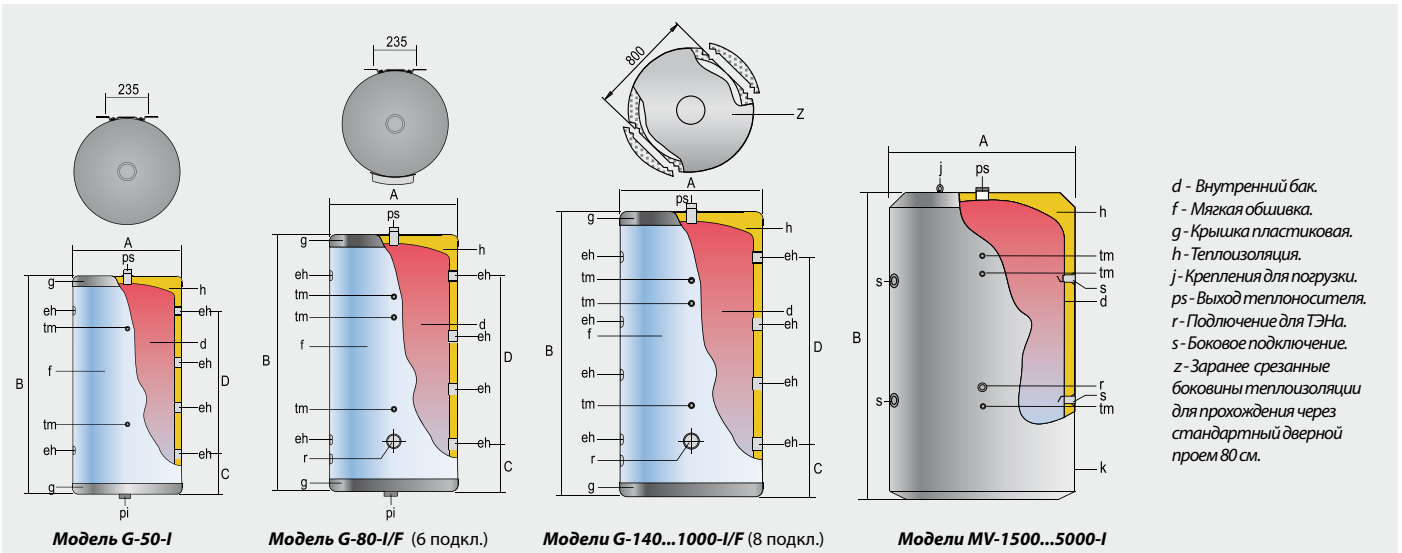 235
A
ps
g
h
eh
eh
tm
d
B
f
eh
D
eh
tm
eh
eh
C
g
pi
Модель G-50-I
235
A
ps
g
h
eh
eh
tm
tm
d
eh
f
B
D
eh
tm
eh
eh
r
C
g
pi
Модель G-80-I/F (6 подкл.)
800
Z
A
ps
g
h
eh
eh
tm
tm
d
eh
eh
f
B
D
eh
eh
tm
eh
eh
r
C
g
Модели G-140...1000-I/F (8 подкл.)
A
j
ps
h
tm
tm
s
s
d
B
r
s
s
tm
k
Модели MV-1500...5000-I
d - Внутренний бак.
f - Мягкая обшивка.
g - Крышка пластиковая.
h - Теплоизоляция.
j - Крепления для погрузки.
ps - Выход теплоносителя.
r - Подключение для ТЭНа.
s - Боковое подключение.
z - Заранее срезанные
боковины теплоизоляции
для прохождения через
стандартный дверной
проем 80 см.